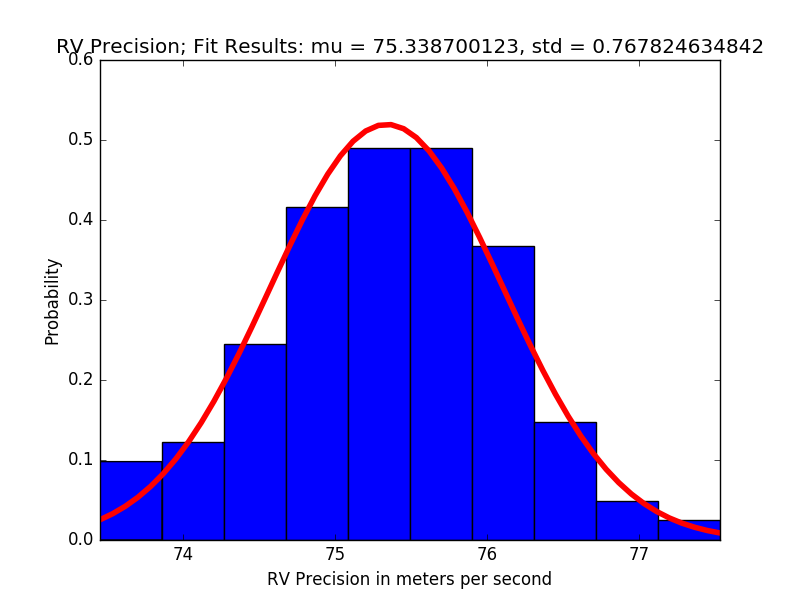 RV Precision; Fit Results: mu = 75.338700123, std = 0.767824634842
0.6
0.5
0.4
0.3
0.2
0.1
0.0
Probability
74 75 76 77
RV Precision in meters per second